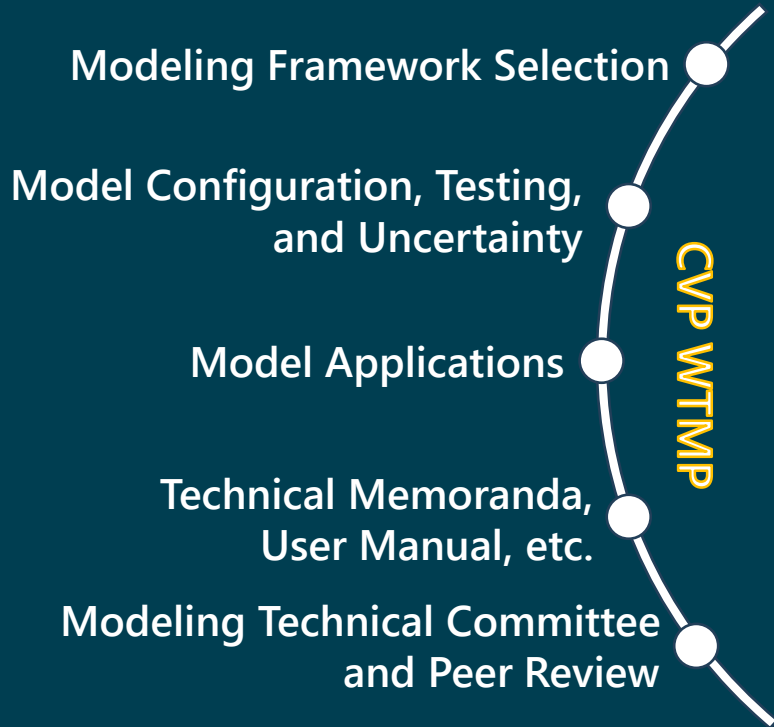 Modeling Framework Selection
Model Configuration, Testing,
and Uncertainty
CVP WTMP
Model Applications
Technical Memoranda,
User Manual, etc.
Modeling Technical Committee
and Peer Review